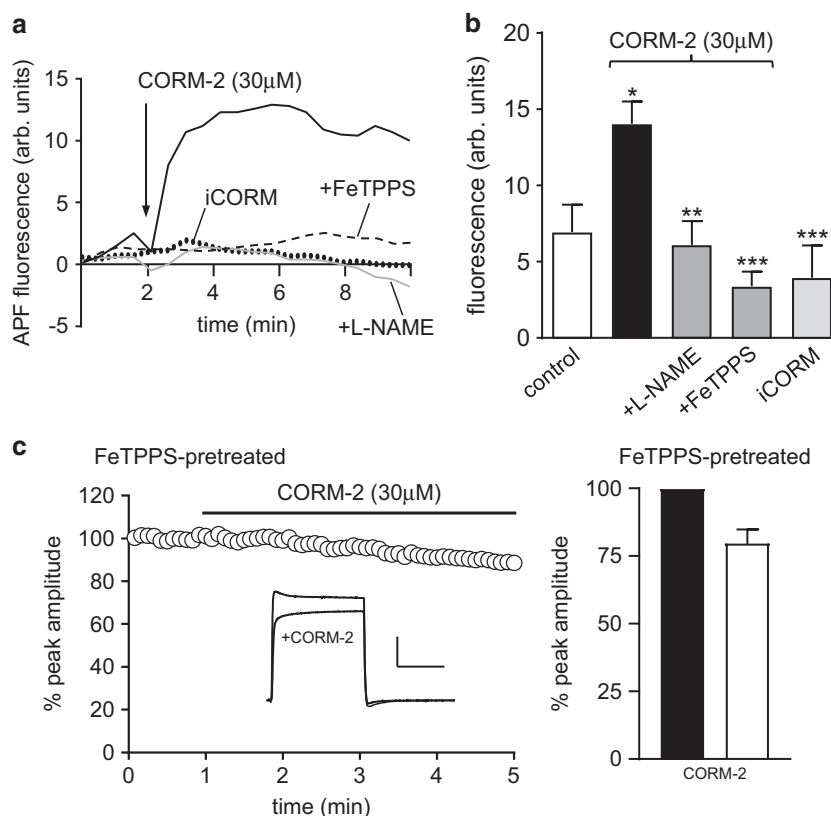 a
CORM-2 (30μM)
APF fluorescence (arb. units)
15
10
5
0
-5
2
4
6
8
time (min)
iCORM
+FeTPPS
+L-NAME
b
CORM-2 (30μM)
fluorescence (arb. units)
20
15
10
5
0
*
**
***
***
control
+L-NAME
+FeTPPS
iCORM
c
FeTPPS-pretreated
CORM-2 (30μM)
% peak amplitude
120
100
80
60
40
20
0
+CORM-2
0
1
2
3
4
5
time (min)
FeTPPS-pretreated
% peak amplitude
100
75
50
25
0
CORM-2